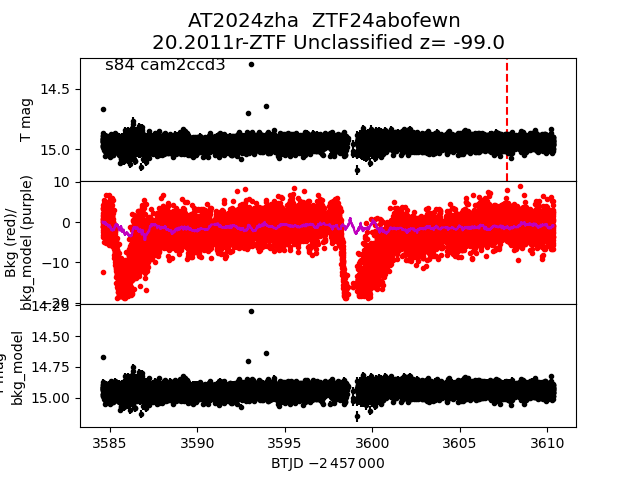 AT2024zha  ZTF24abofewn
20.2011r-ZTF Unclassified z= -99.0
s84 cam2ccd3
T mag
14.5
15.0
Bkg (red)/
bkg_model (purple)
10
0
−10
−20
bkg_model
14.25
14.50
14.75
15.00
3585 3590 3595 3600 3605 3610
BTJD −2 457 000